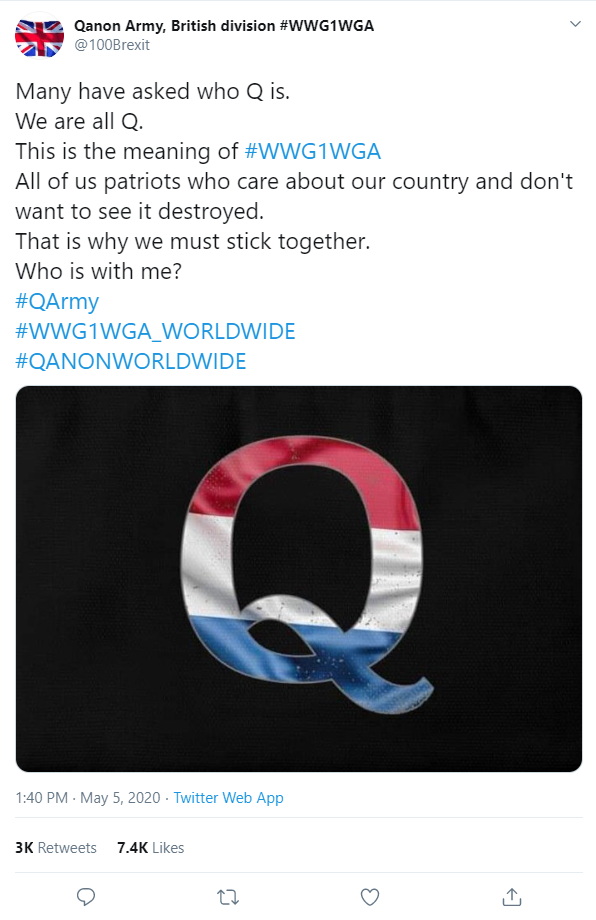 Qanon Army, British division #WWG1WGA
@100Brexit
Many have asked who Q is.
We are all Q.
This is the meaning of #WWG1WGA
All of us patriots who care about our country and don't
want to see it destroyed.
That is why we must stick together.
Who is with me?
#QArmy
#WWG1WGA_WORLDWIDE
#QANONWORLDWIDE
Q
1:40 PM · May 5, 2020 · Twitter Web App
3K Retweets 7.4K Likes